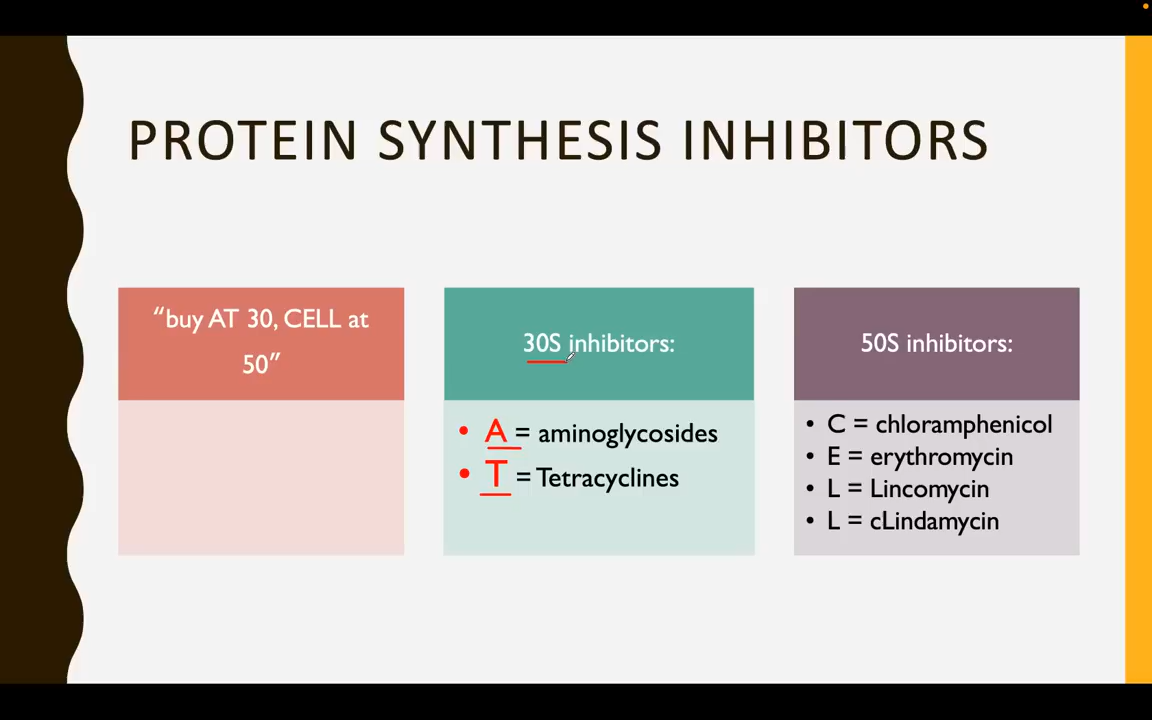 PROTEIN SYNTHESIS INHIBITORS
“buy AT 30, CELL at
50”
30S inhibitors:
• A = aminoglycosides
• T = Tetracyclines
50S inhibitors:
• C = chloramphenicol
• E = erythromycin
• L = Lincomycin
• L = cLindamycin